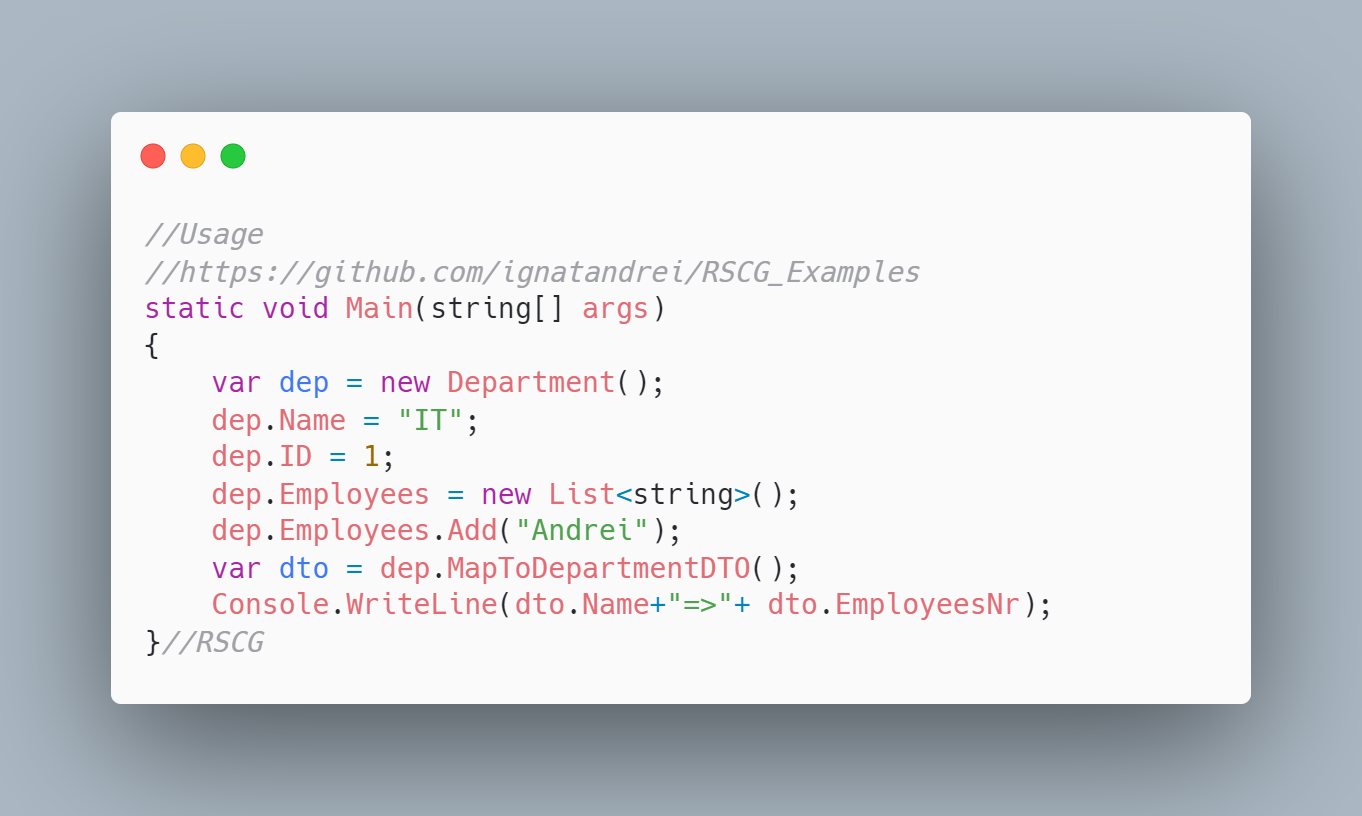 //Usage
//https://github.com/ignatandrei/RSCG_Examples
static void Main(string[] args)
{
    var dep = new Department();
    dep.Name = "IT";
    dep.ID = 1;
    dep.Employees = new List<string>();
    dep.Employees.Add("Andrei");
    var dto = dep.MapToDepartmentDTO();
    Console.WriteLine(dto.Name+"=>"+ dto.EmployeesNr);
}//RSCG